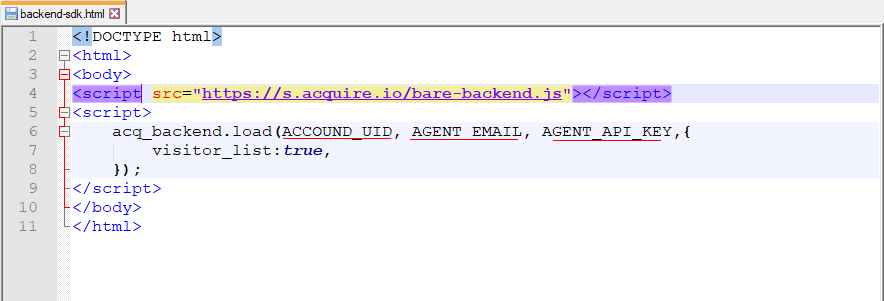 backend-sdk.html
1 <!DOCTYPE html>
2 <html>
3 <body>
4 <script src="https://s.acquire.io/bare-backend.js"></script>
5 <script>
6 acq_backend.load(ACCOUND_UID, AGENT_EMAIL, AGENT_API_KEY,{
7 visitor_list:true,
8 });
9 </script>
10 </body>
11 </html>